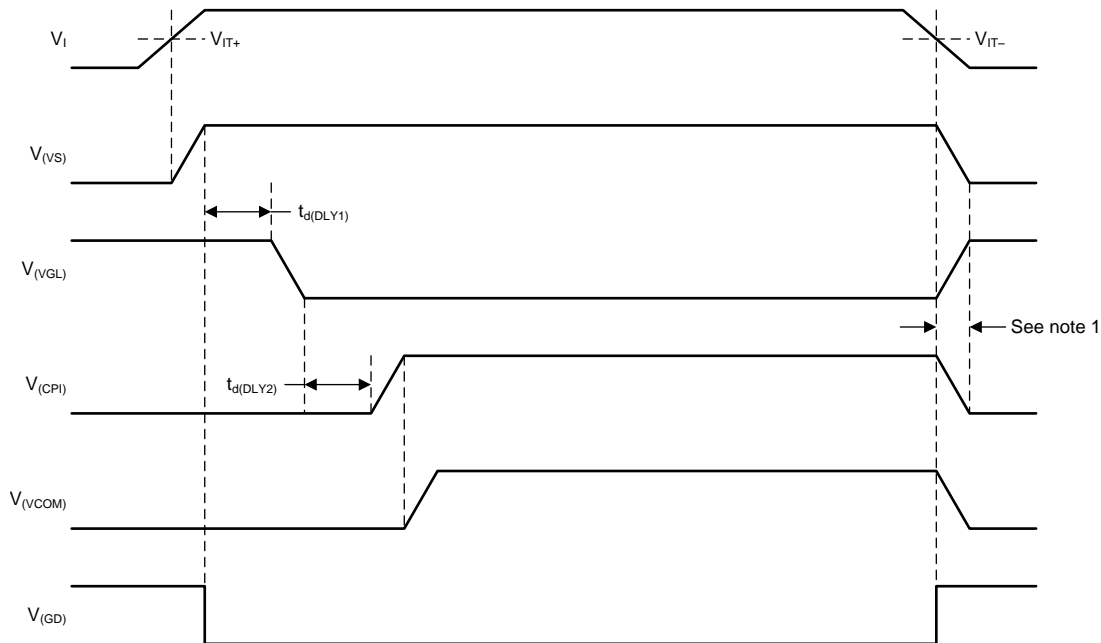 V_I
V_IT+
V_IT–
V_(VS)
t_d(DLY1)
V_(VGL)
See note 1
V_(CPI)
t_d(DLY2)
V_(VCOM)
V_(GD)